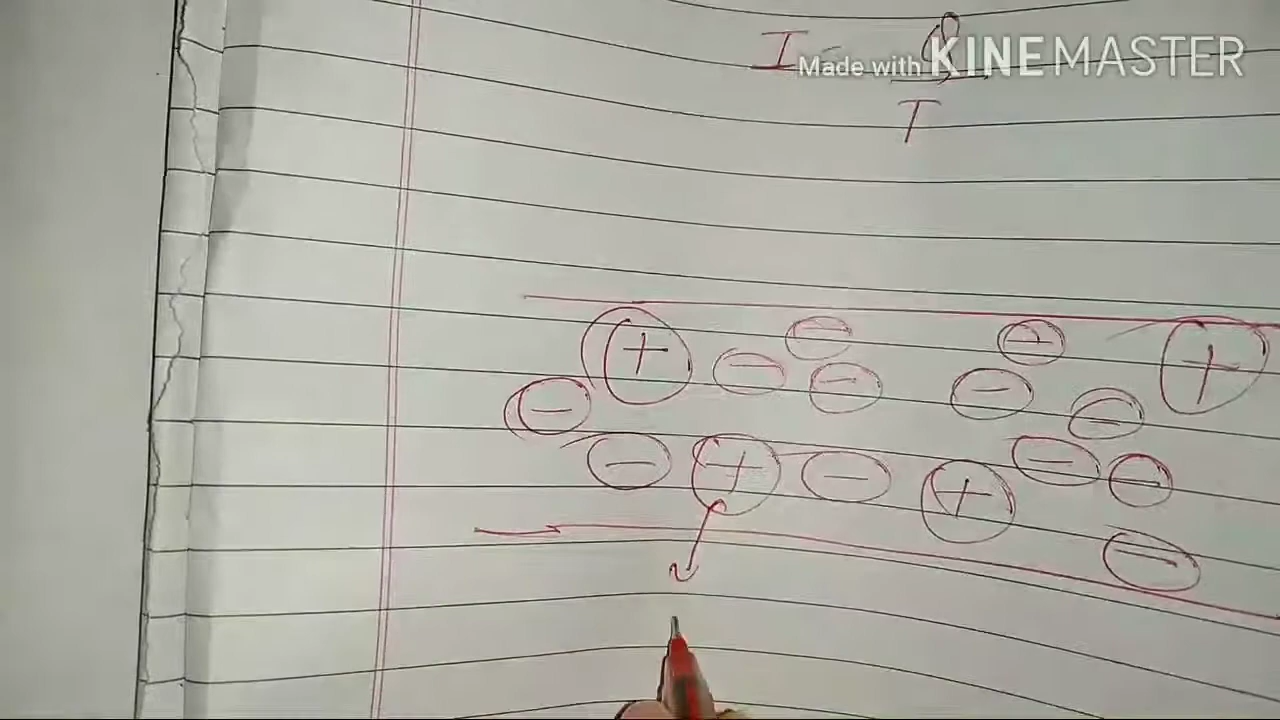 I = Q
Made with KINEMASTER
T
+ −
− − + − +
− −
− + − + − −
−